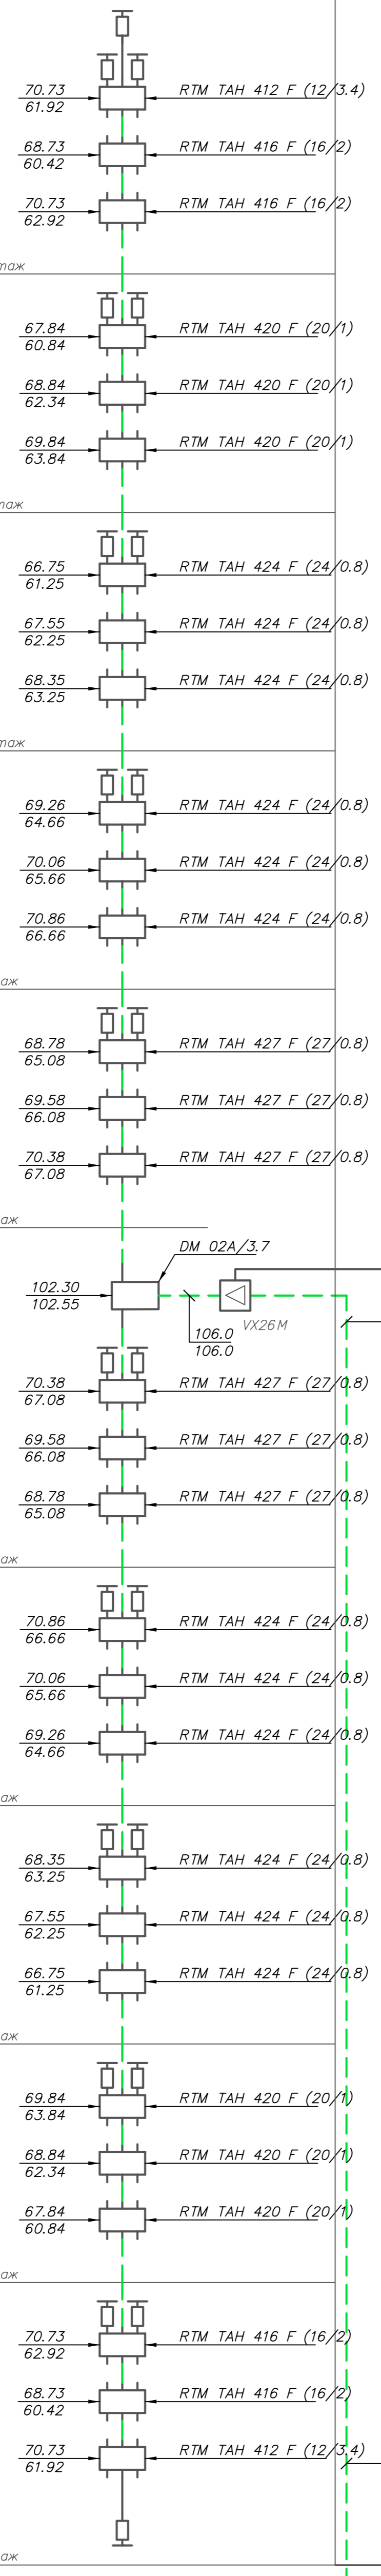 70.73 RTM TAH 412 F (12/3.4)
61.92
68.73 RTM TAH 416 F (16/2)
60.42
70.73 RTM TAH 416 F (16/2)
62.92
67.84 RTM TAH 420 F (20/1)
60.84
68.84 RTM TAH 420 F (20/1)
62.34
69.84 RTM TAH 420 F (20/1)
63.84
66.75 RTM TAH 424 F (24/0.8)
61.25
67.55 RTM TAH 424 F (24/0.8)
62.25
68.35 RTM TAH 424 F (24/0.8)
63.25
69.26 RTM TAH 424 F (24/0.8)
64.66
70.06 RTM TAH 424 F (24/0.8)
65.66
70.86 RTM TAH 424 F (24/0.8)
66.66
68.78 RTM TAH 427 F (27/0.8)
65.08
69.58 RTM TAH 427 F (27/0.8)
66.08
70.38 RTM TAH 427 F (27/0.8)
67.08
DM 02A/3.7
102.30
102.55
VX26M
106.0
106.0
70.38 RTM TAH 427 F (27/0.8)
67.08
69.58 RTM TAH 427 F (27/0.8)
66.08
68.78 RTM TAH 427 F (27/0.8)
65.08
70.86 RTM TAH 424 F (24/0.8)
66.66
70.06 RTM TAH 424 F (24/0.8)
65.66
69.26 RTM TAH 424 F (24/0.8)
64.66
68.35 RTM TAH 424 F (24/0.8)
63.25
67.55 RTM TAH 424 F (24/0.8)
62.25
66.75 RTM TAH 424 F (24/0.8)
61.25
69.84 RTM TAH 420 F (20/1)
63.84
68.84 RTM TAH 420 F (20/1)
62.34
67.84 RTM TAH 420 F (20/1)
60.84
70.73 RTM TAH 416 F (16/2)
62.92
68.73 RTM TAH 416 F (16/2)
60.42
70.73 RTM TAH 412 F (12/3.4)
61.92